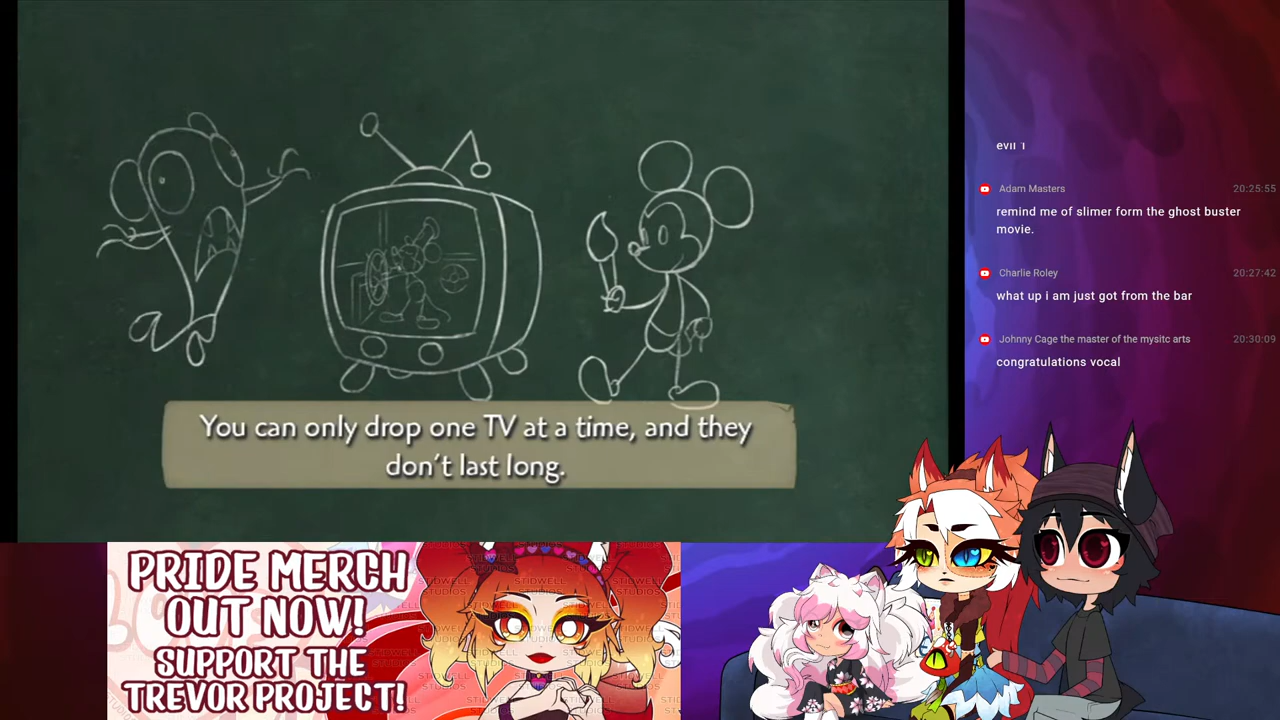 You can only drop one TV at a time, and they
don't last long.
Adam Masters
20:25:55
remind me of slimer form the ghost buster
movie.
Charlie Roley
20:27:42
what up i am just got from the bar
Johnny Cage the master of the mysitc arts
20:30:09
congratulations vocal
PRIDE MERCH
OUT NOW!
SUPPORT THE
TREVOR PROJECT!
STIDWELL
STUDIOS